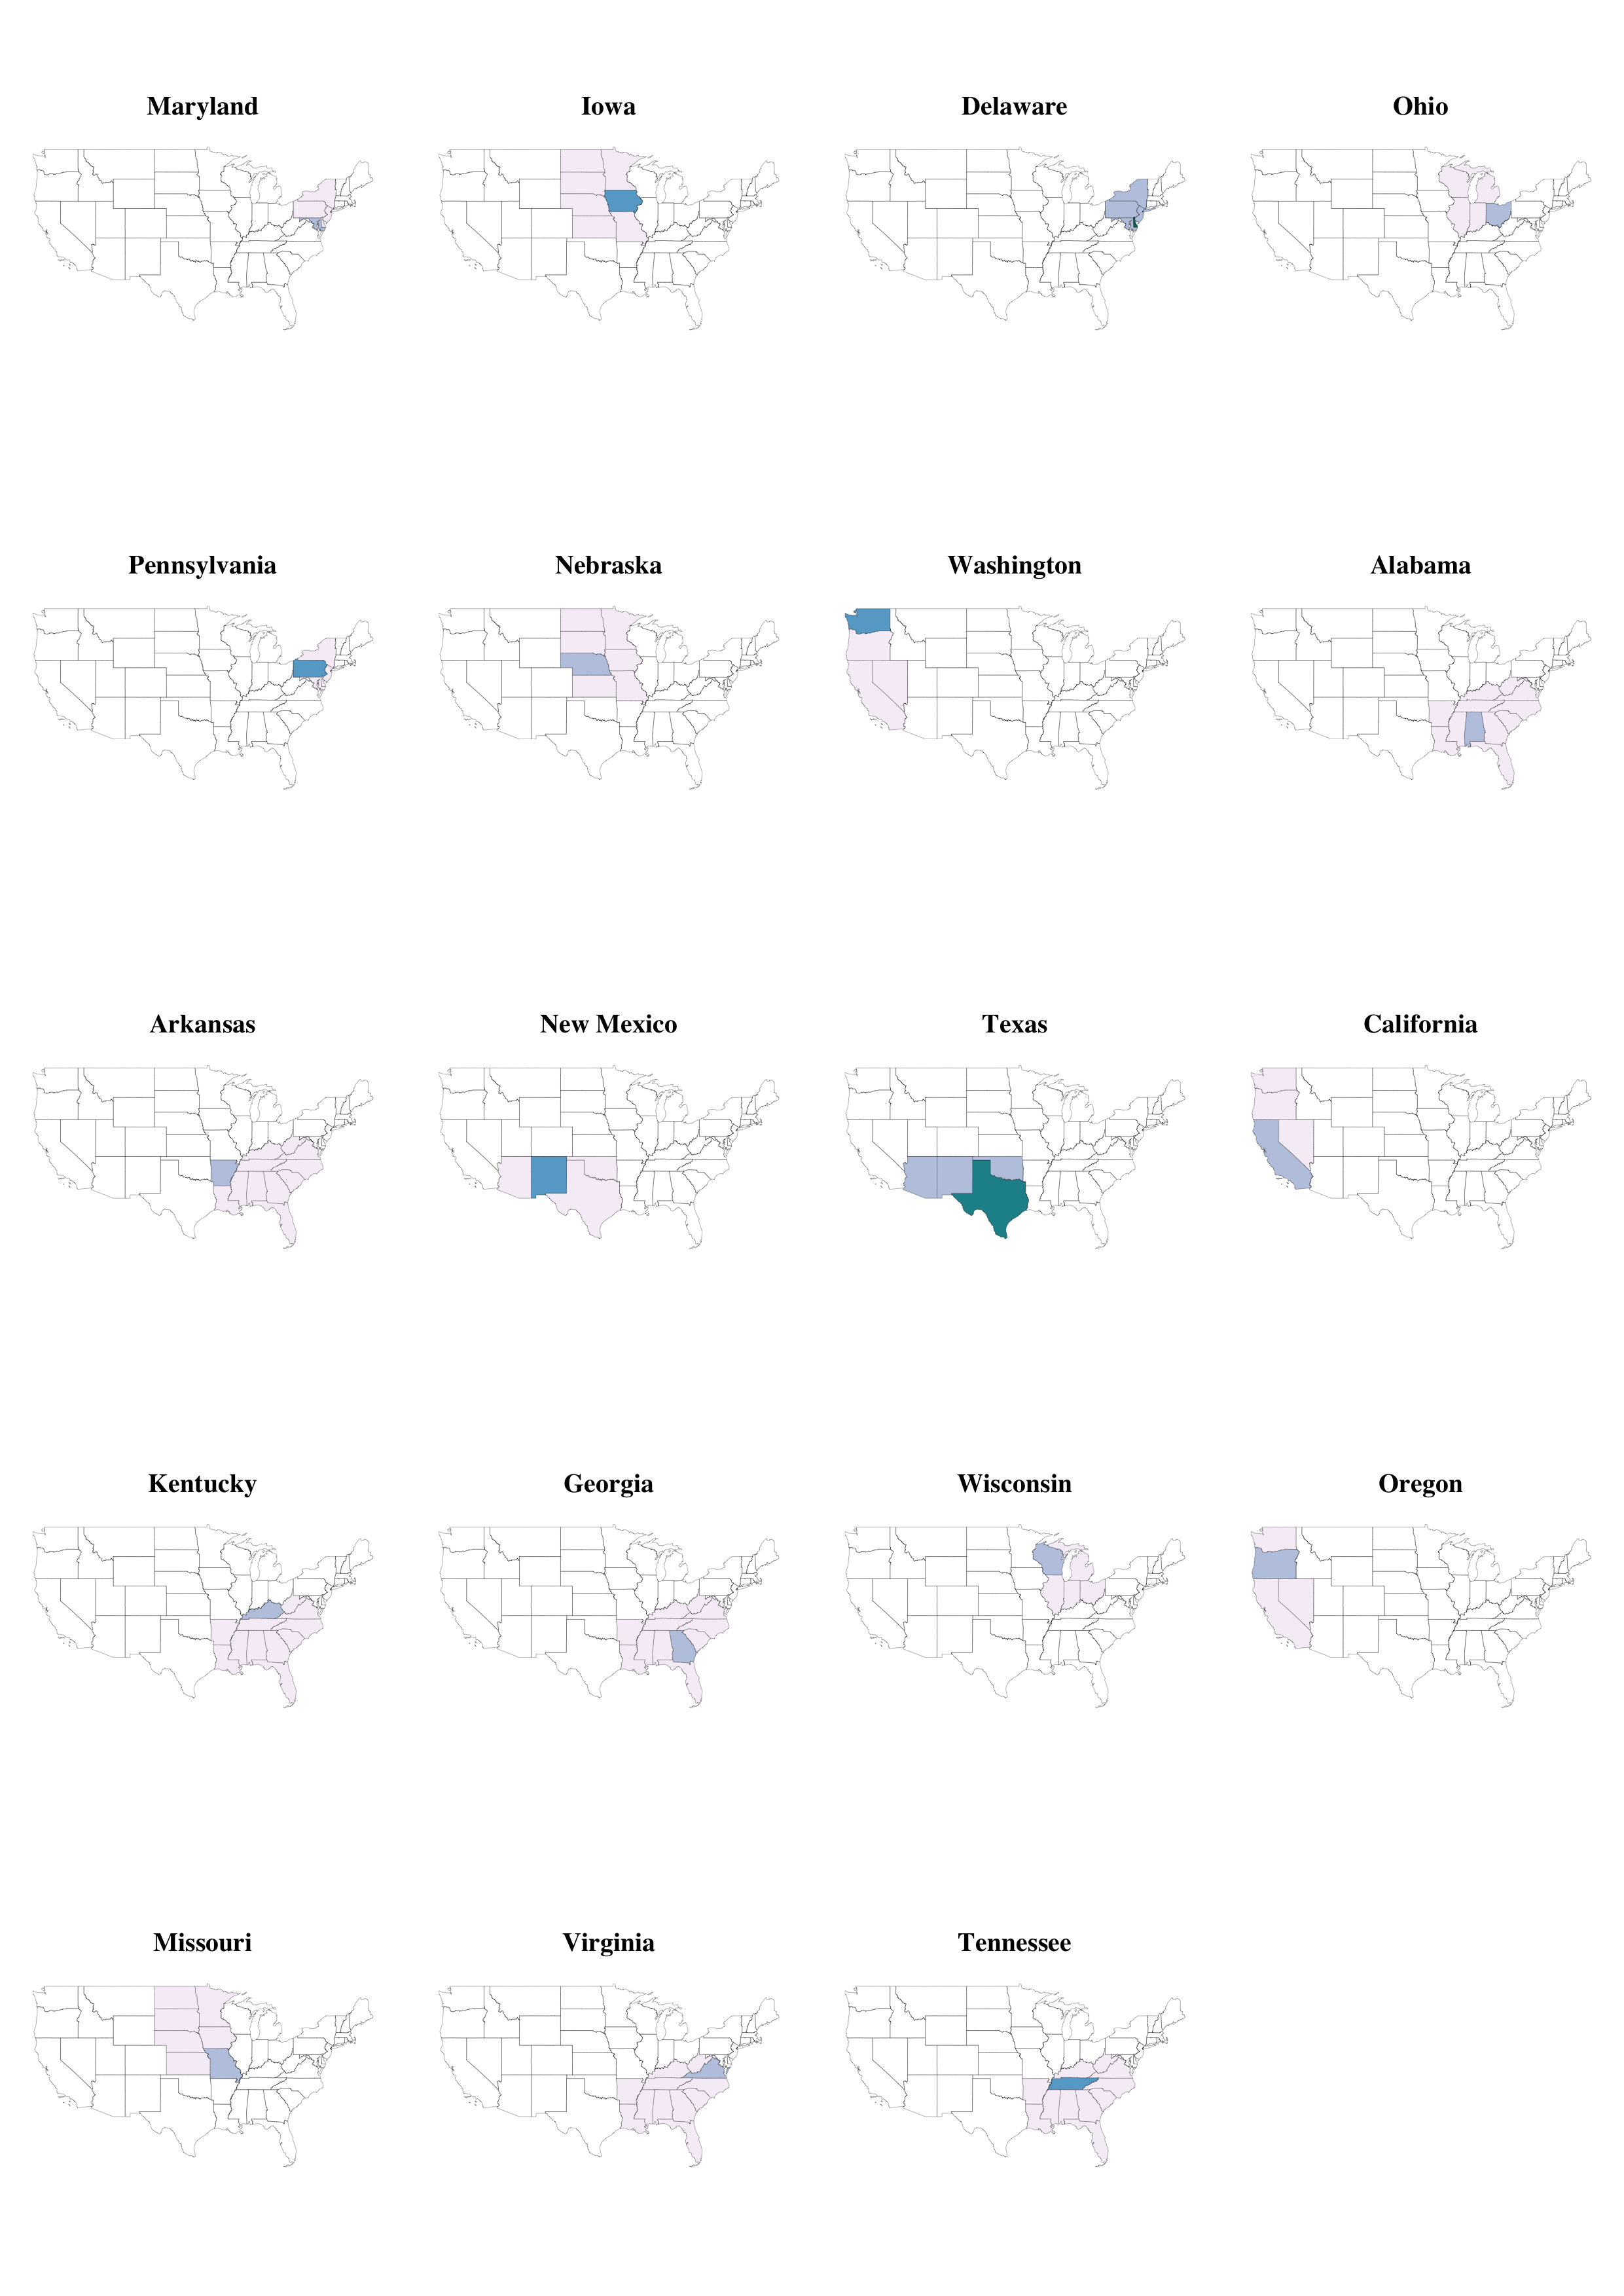 Maryland
Iowa
Delaware
Ohio
Pennsylvania
Nebraska
Washington
Alabama
Arkansas
New Mexico
Texas
California
Kentucky
Georgia
Wisconsin
Oregon
Missouri
Virginia
Tennessee